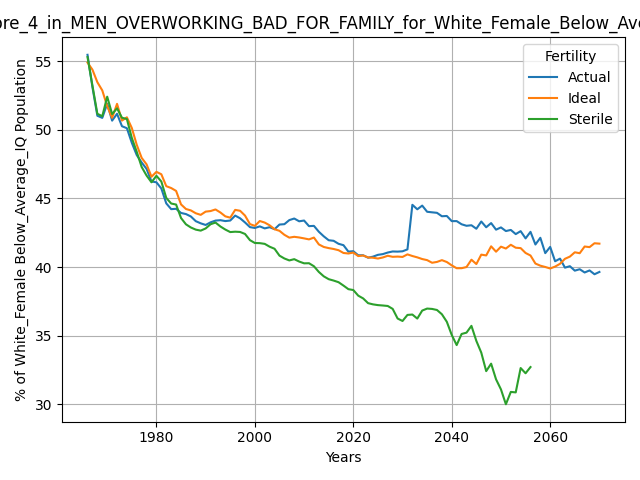 ore_4_in_MEN_OVERWORKING_BAD_FOR_FAMILY_for_White_Female_Below_Ave
Fertility
Actual
Ideal
Sterile
% of White_Female Below_Average_IQ Population
55
50
45
40
35
30
1980
2000
2020
2040
2060
Years